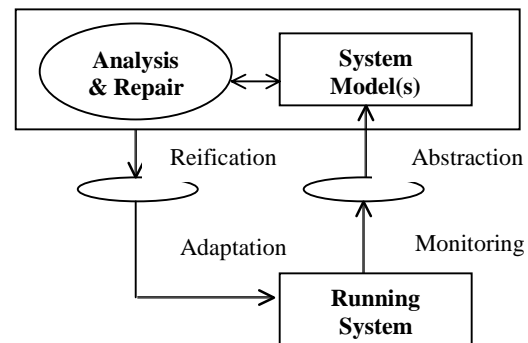 Analysis
& Repair
System
Model(s)
Reification
Abstraction
Adaptation
Monitoring
Running
System